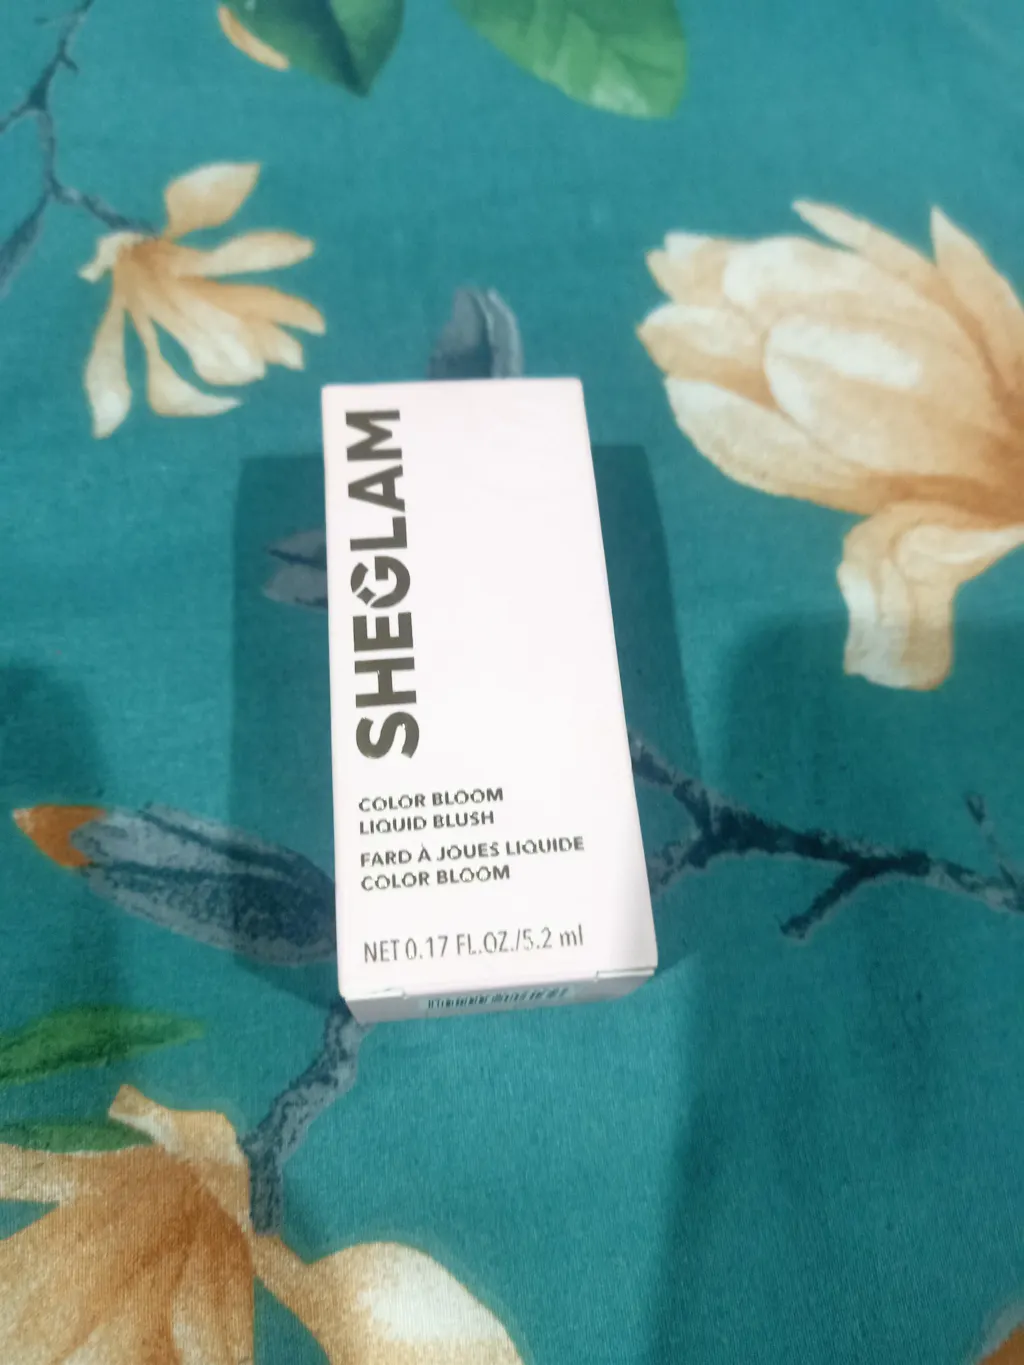 SHEGLAM
COLOR BLOOM
LIQUID BLUSH
FARD À JOUES LIQUIDE
COLOR BLOOM
NET 0.17 FL.OZ./5.2 ml